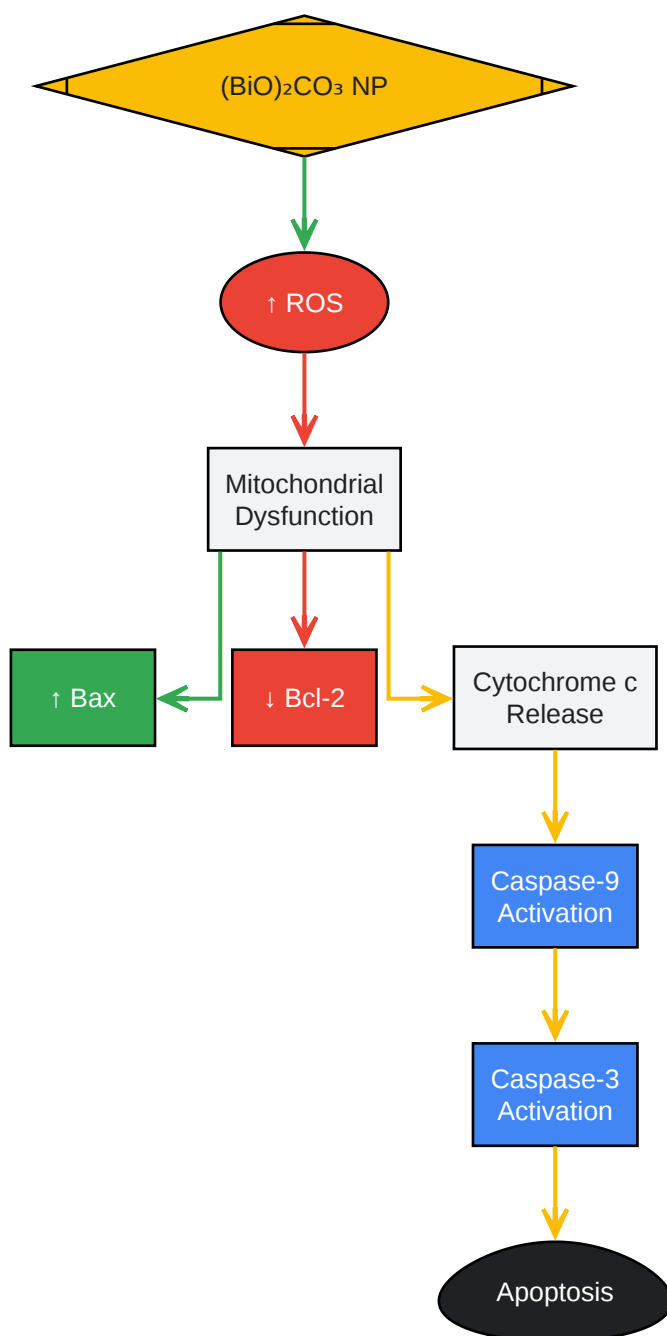 (BiO)₂CO₃ NP
↑ ROS
Mitochondrial
Dysfunction
↑ Bax
↓ Bcl-2
Cytochrome c
Release
Caspase-9
Activation
Caspase-3
Activation
Apoptosis